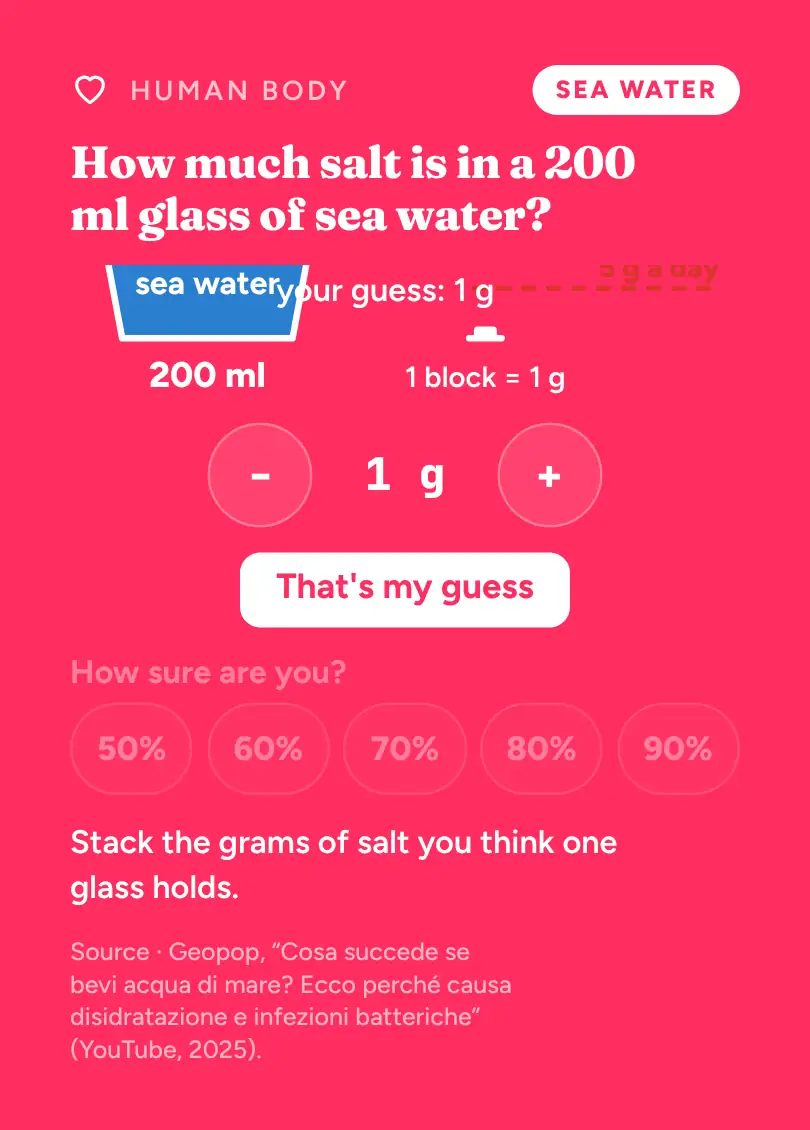 HUMAN BODY
SEA WATER
How much salt is in a 200
ml glass of sea water?
5 g a day
sea water
your guess: 1 g
200 ml
1 block = 1 g
-
1 g
+
That's my guess
How sure are you?
50%
60%
70%
80%
90%
Stack the grams of salt you think one
glass holds.
Source · Geopop, “Cosa succede se
bevi acqua di mare? Ecco perché causa
disidratazione e infezioni batteriche”
(YouTube, 2025).